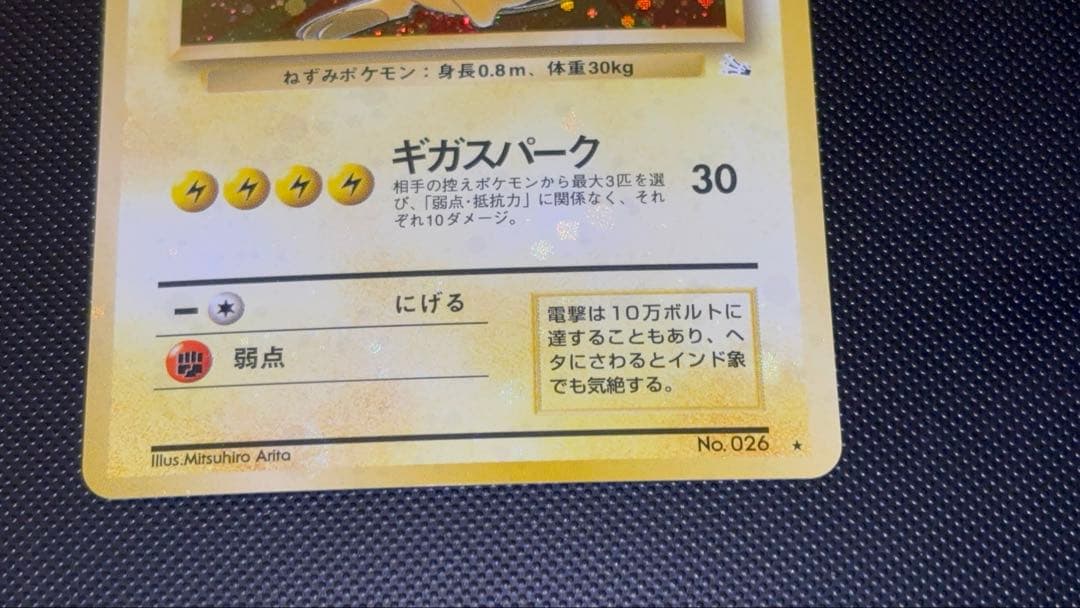 ねずみポケモン：身長0.8m、体重30kg
ギガスパーク
相手の控えポケモンから最大3匹を選
び、「弱点・抵抗力」に関係なく、それ
ぞれ10ダメージ。
30
にげる
弱点
電撃は10万ボルトに
達することもあり、ヘ
タにさわるとインド象
でも気絶する。
Illus.Mitsuhiro Arita
No.026 ★